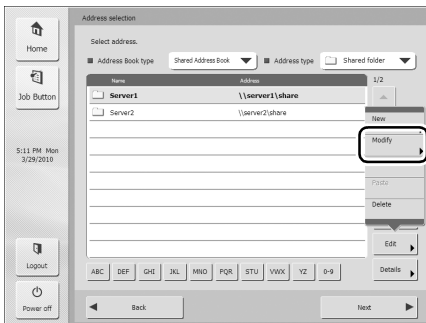 Address selection
Home
Select address.
Address Book type
Shared Address Book
Address type
Shared folder
Name
Address
1/2
Job Button
Server1
\\server1\share
Server2
\\server2\share
New
Modify
5:11 PM Mon
3/29/2010
Paste
Delete
Edit
Logout
ABC
DEF
GHI
JKL
MNO
PQR
STU
VWX
YZ
0-9
Details
Power off
Back
Next